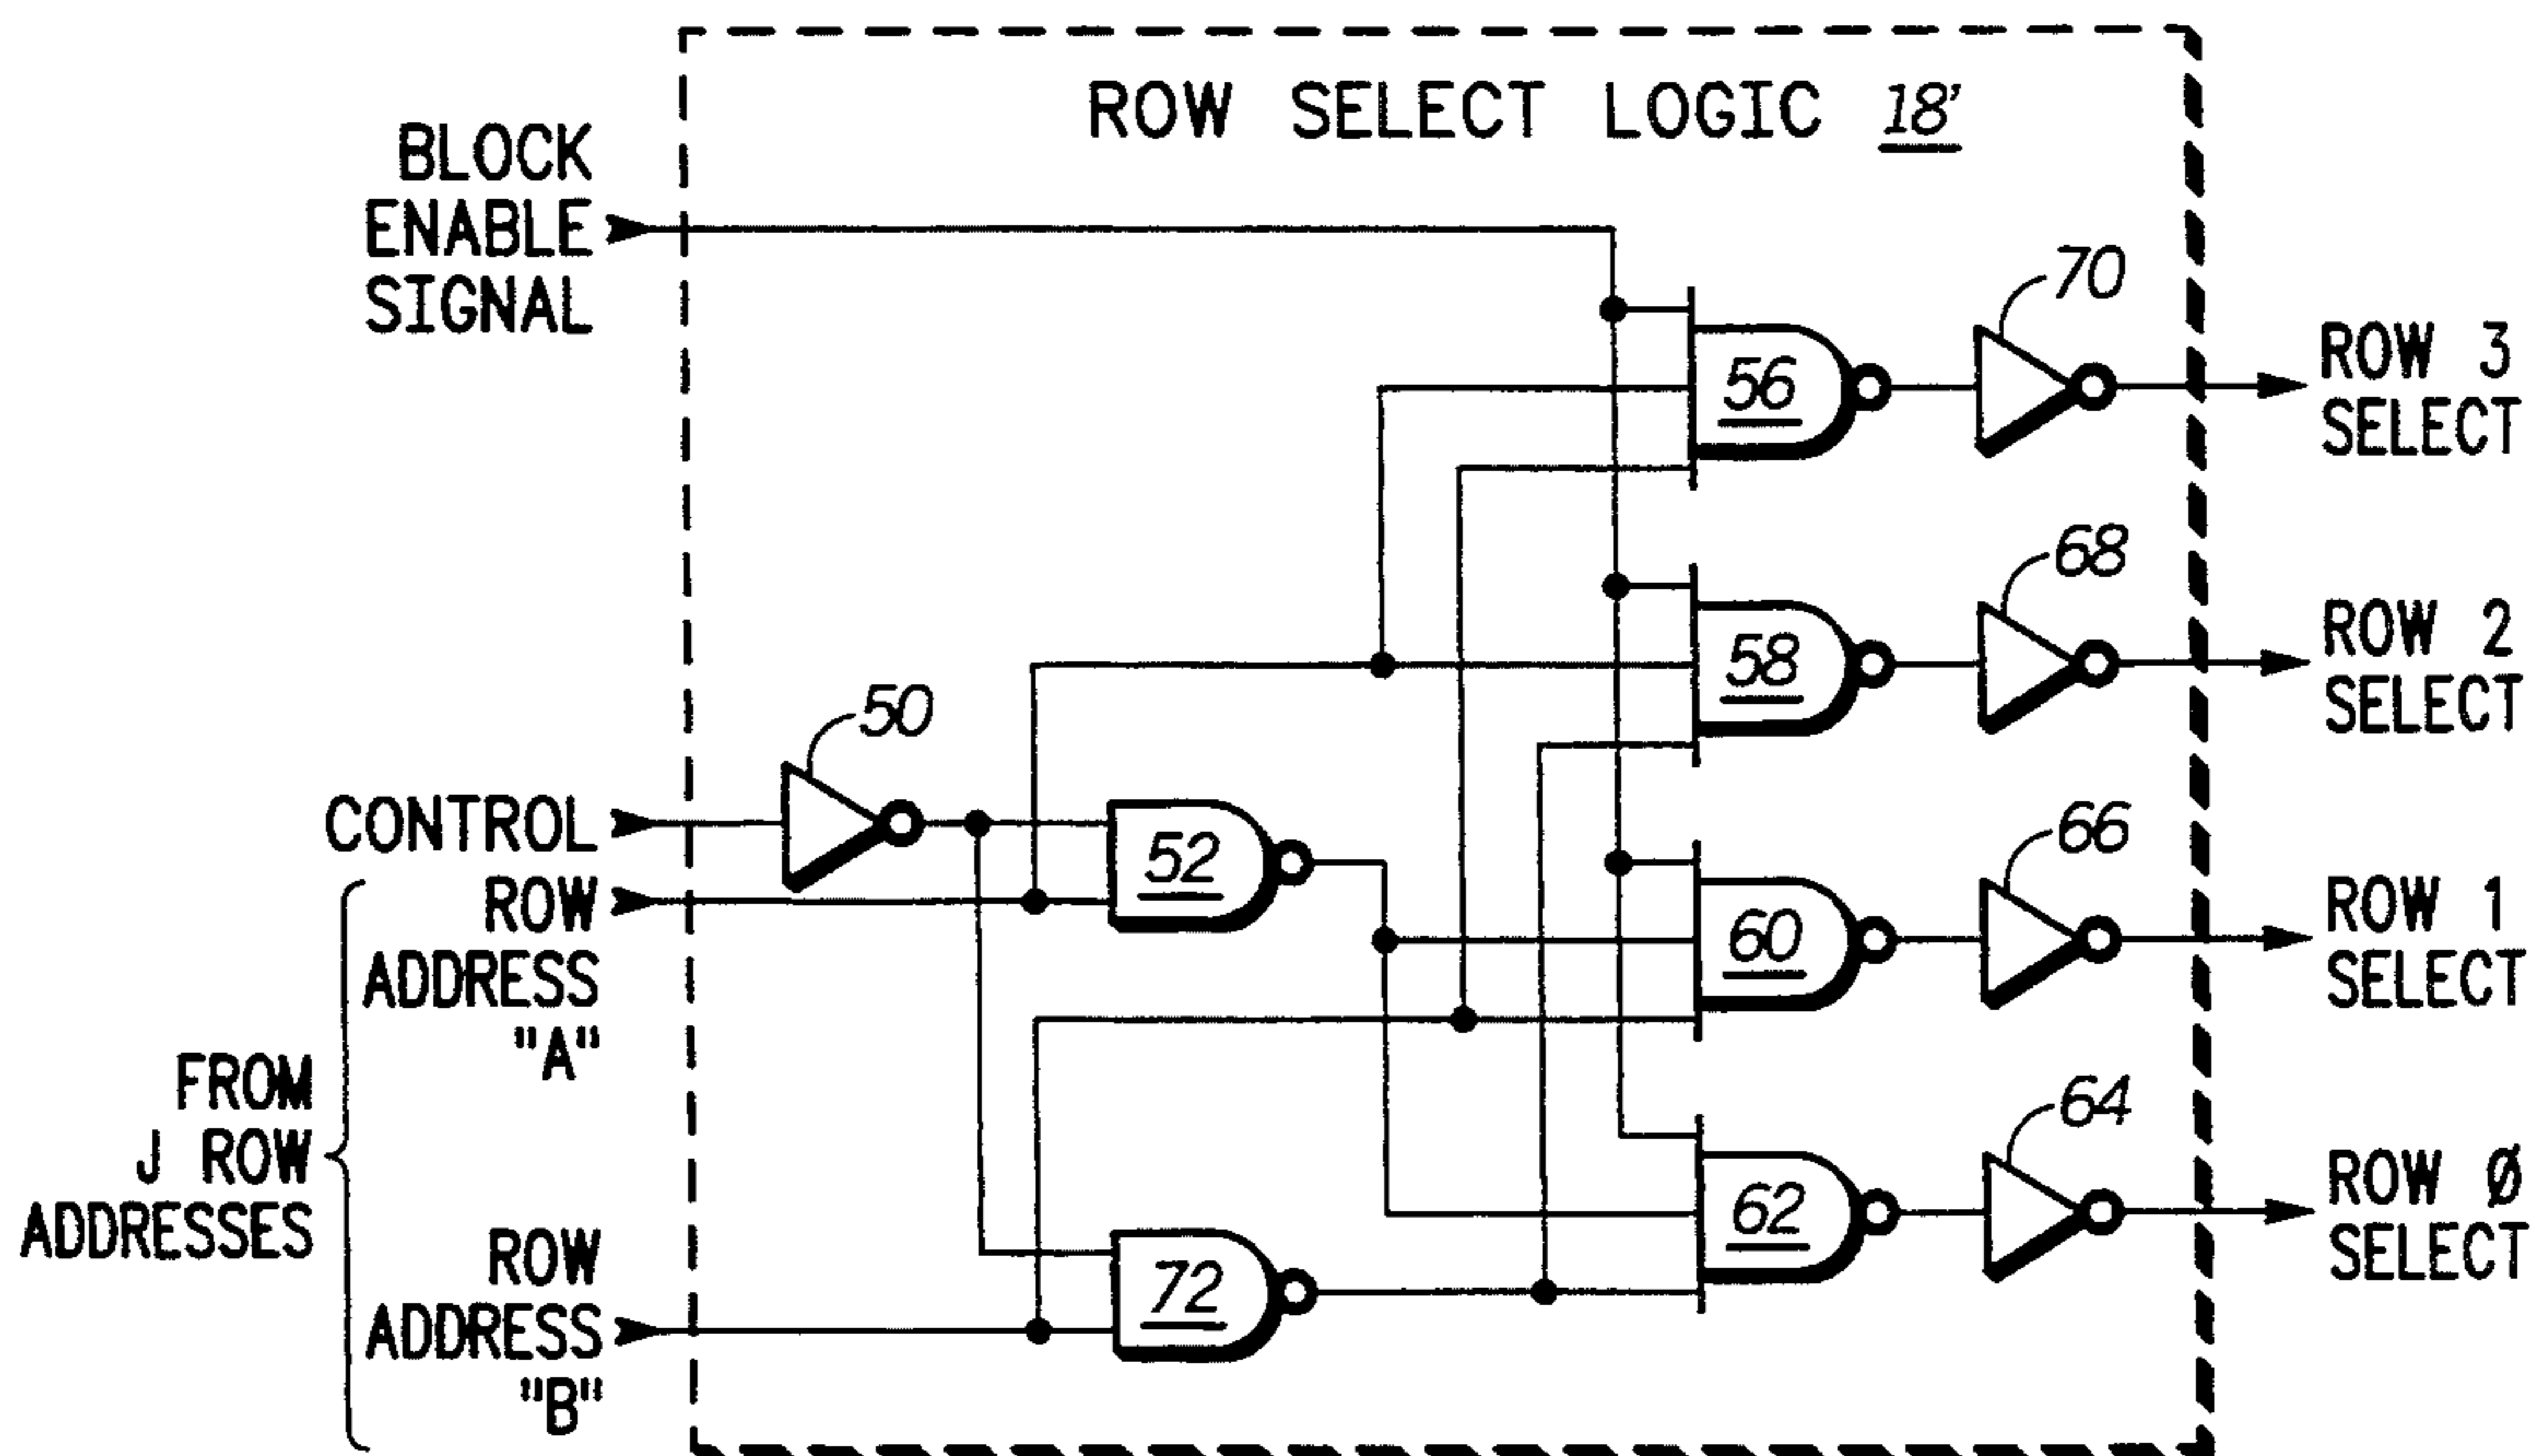 ROW SELECT LOGIC 18'
BLOCK
ENABLE
SIGNAL
70
56
ROW 3
SELECT
68
58
ROW 2
SELECT
50
CONTROL
52
66
60
ROW 1
SELECT
ROW
ADDRESS
"A"
FROM
J ROW
ADDRESSES
64
62
ROW Ø
SELECT
ROW
ADDRESS
"B"
72